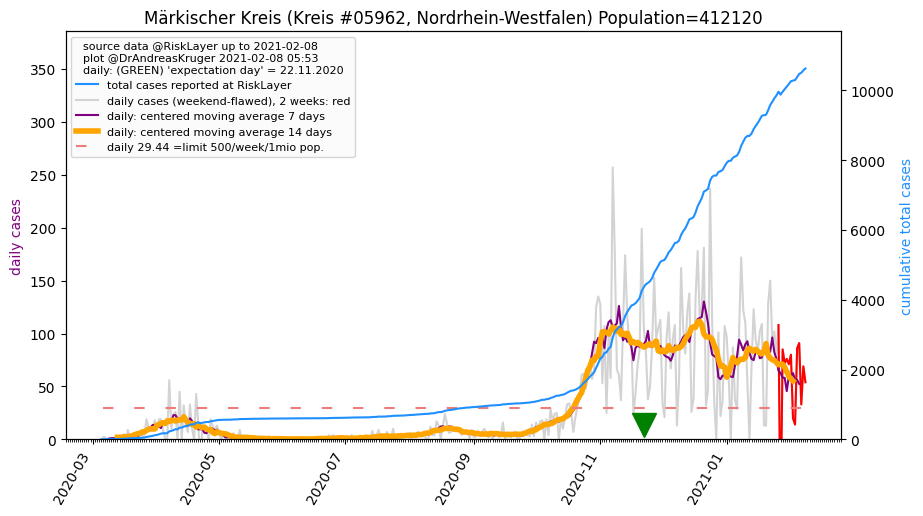 Märkischer Kreis (Kreis #05962, Nordrhein-Westfalen) Population=412120
source data @RiskLayer up to 2021-02-08
plot @DrAndreasKruger 2021-02-08 05:53
daily: (GREEN) 'expectation day' = 22.11.2020
total cases reported at RiskLayer
daily cases (weekend-flawed), 2 weeks: red
daily: centered moving average 7 days
daily: centered moving average 14 days
daily 29.44 =limit 500/week/1mio pop.
daily cases
350
300
250
200
150
100
50
0
cumulative total cases
10000
8000
6000
4000
2000
0
2020-03
2020-05
2020-07
2020-09
2020-11
2021-01